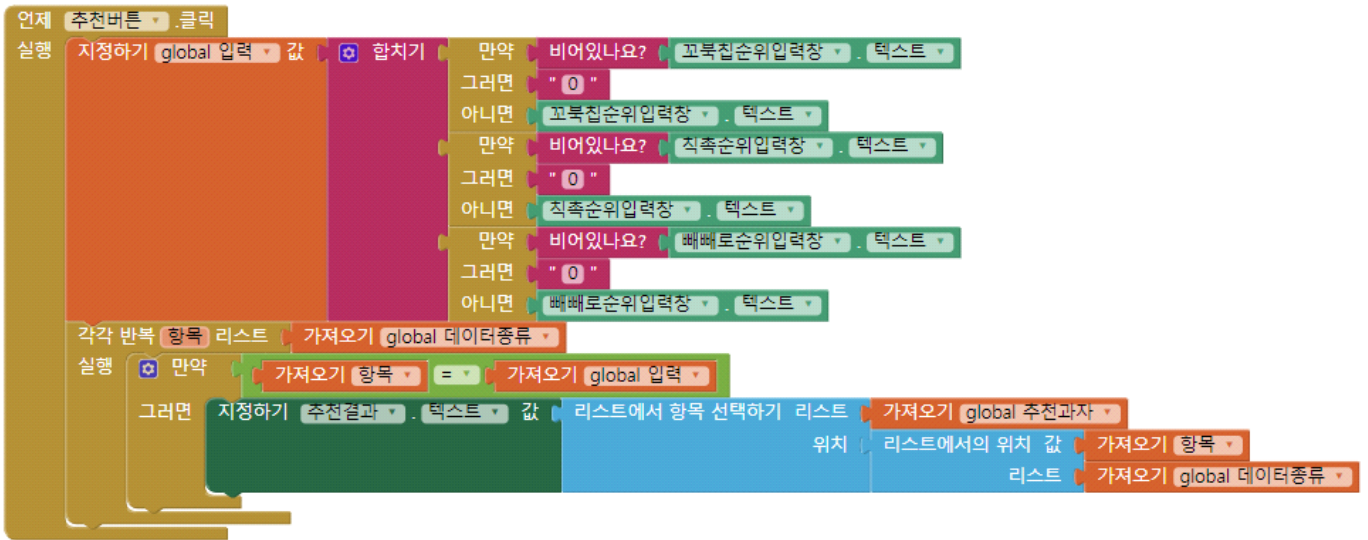 언제 추천버튼 .클릭
실행 지정하기 global 입력 값 합치기 만약 비어있나요? 꼬북칩순위입력창 . 텍스트
그러면 " 0 "
아니면 꼬북칩순위입력창 . 텍스트
만약 비어있나요? 칙촉순위입력창 . 텍스트
그러면 " 0 "
아니면 칙촉순위입력창 . 텍스트
만약 비어있나요? 빼빼로순위입력창 . 텍스트
그러면 " 0 "
아니면 빼빼로순위입력창 . 텍스트
각각 반복 항목 리스트 가져오기 global 데이터종류
실행 만약 가져오기 항목 = 가져오기 global 입력
그러면 지정하기 추천결과 . 텍스트 값 리스트에서 항목 선택하기 리스트 가져오기 global 추천과자
위치 리스트에서의 위치 값 가져오기 항목
리스트 가져오기 global 데이터종류